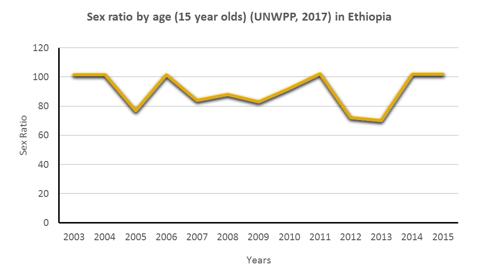 Sex ratio by age (15 year olds) (UNWPP, 2017) in Ethiopia
120
100
80
60
40
20
0
Sex Ratio
2003 2004 2005 2006 2007 2008 2009 2010 2011 2012 2013 2014 2015
Years